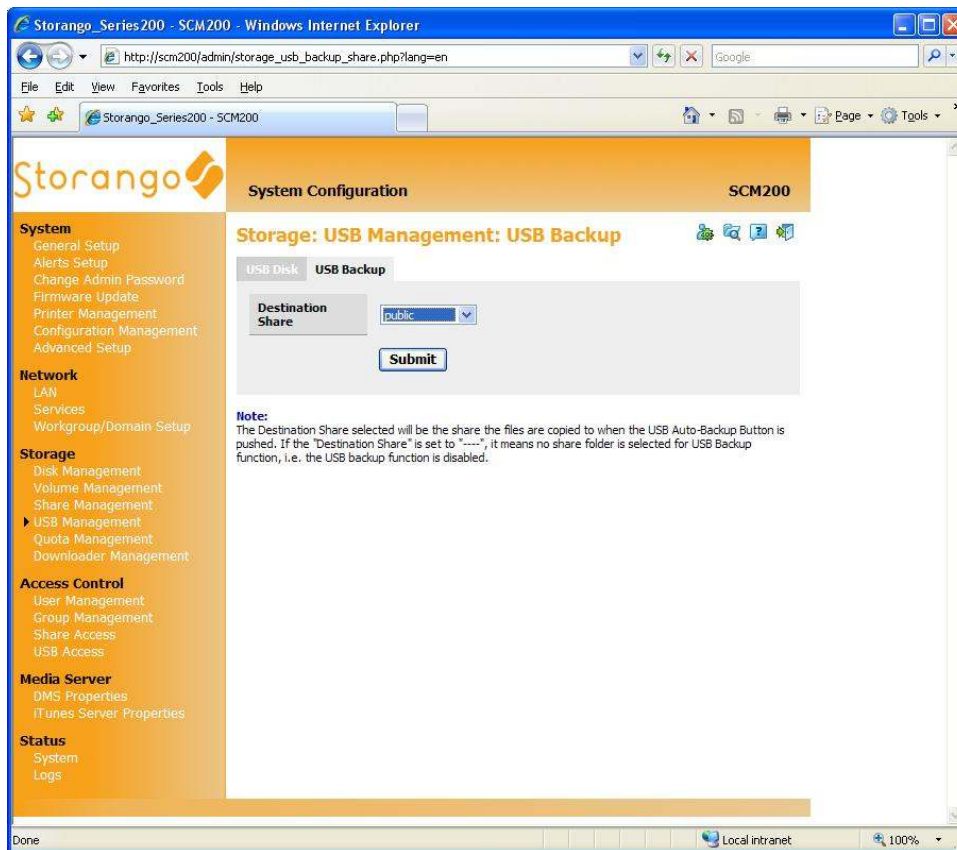 Storango_Series200 - SCM200 - Windows Internet Explorer
http://scm200/admin/storage_usb_backup_share.php?lang=en
Google
File Edit View Favorites Tools Help
Storango_Series200 - SCM200
Page Tools
Storango
System Configuration
SCM200
System
General Setup
Alerts Setup
Change Admin Password
Firmware Update
Printer Management
Configuration Management
Advanced Setup
Network
LAN
Services
Workgroup/Domain Setup
Storage
Disk Management
Volume Management
Share Management
USB Management
Quota Management
Downloader Management
Access Control
User Management
Group Management
Share Access
USB Access
Media Server
DMS Properties
iTunes Server Properties
Status
System
Logs
Storage: USB Management: USB Backup
USB Disk USB Backup
Destination
Share
public
Submit
Note:
The Destination Share selected will be the share the files are copied to when the USB Auto-Backup Button is
pushed. If the "Destination Share" is set to "----", it means no share folder is selected for USB Backup
function, i.e. the USB backup function is disabled.
Done
Local intranet
100%